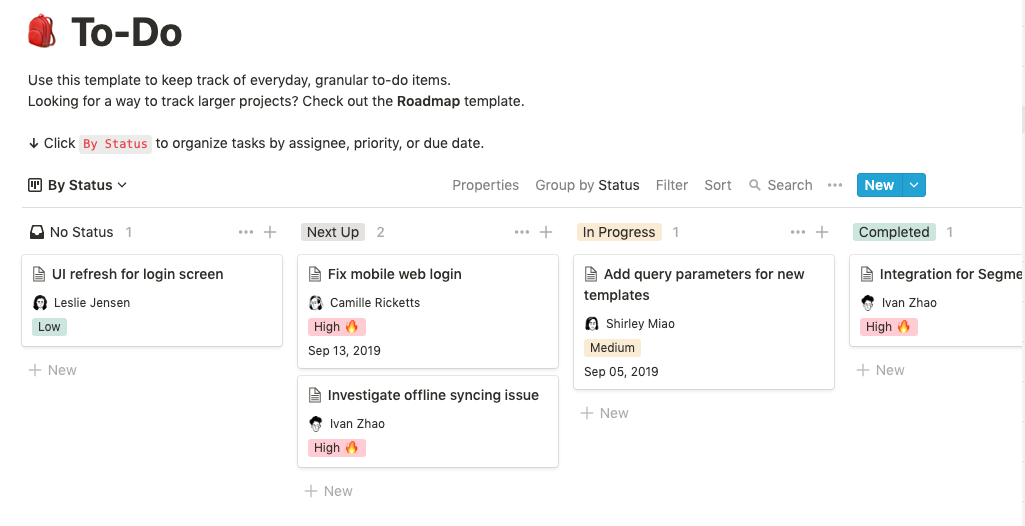 To-Do
Use this template to keep track of everyday, granular to-do items.
Looking for a way to track larger projects? Check out the Roadmap template.
↓ Click By Status to organize tasks by assignee, priority, or due date.
By Status
Properties Group by Status Filter Sort Search ••• New
No Status 1
UI refresh for login screen
Leslie Jensen
Low
+ New
Next Up 2
Fix mobile web login
Camille Ricketts
High 🔥
Sep 13, 2019
Investigate offline syncing issue
Ivan Zhao
High 🔥
+ New
In Progress 1
Add query parameters for new
templates
Shirley Miao
Medium
Sep 05, 2019
+ New
Completed 1
Integration for Segme
Ivan Zhao
High 🔥
+ New